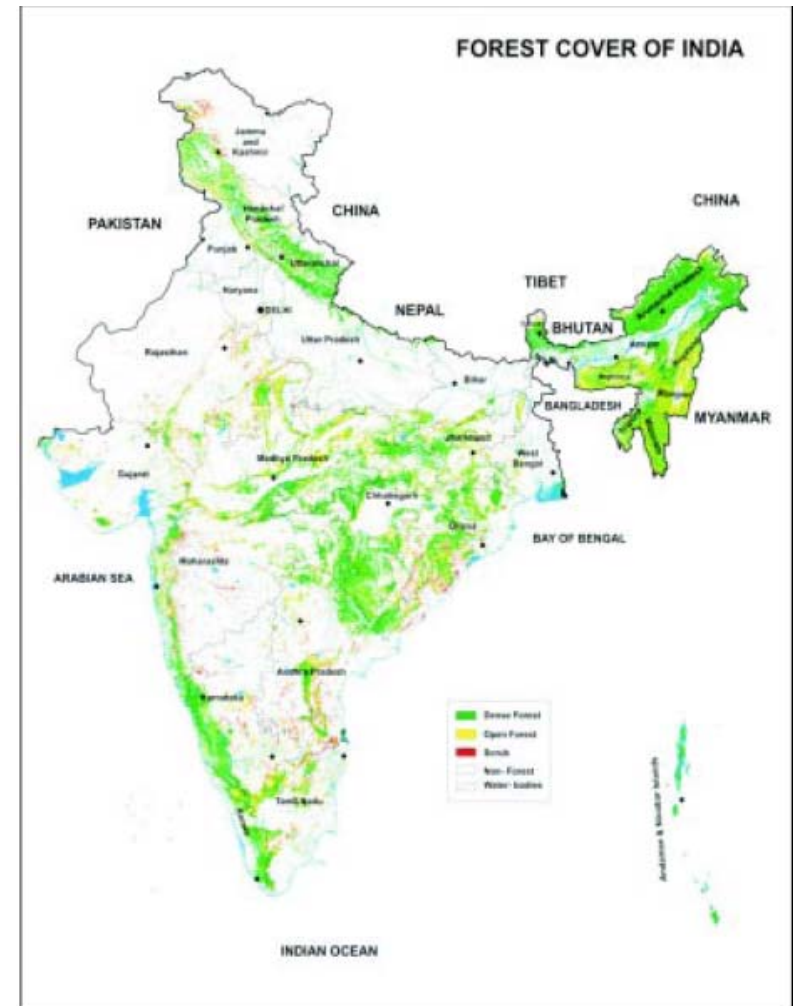 FOREST COVER OF INDIA
Jammu
and
Kashmir
CHINA
CHINA
PAKISTAN
Himachal
Pradesh
Punjab
Uttaranchal
TIBET
Haryana
DELHI
NEPAL
BHUTAN
Arunachal Pradesh
Rajasthan
Uttar Pradesh
Assam
Bihar
BANGLADESH
MYANMAR
Jharkhand
Gujarat
Madhya Pradesh
West
Bengal
Chhattisgarh
Orissa
BAY OF BENGAL
Maharashtra
ARABIAN SEA
Andhra Pradesh
Karnataka
Dense Forest
Open Forest
Scrub
Non- Forest
Water- bodies
Tamil Nadu
Andaman & Nicobar Islands
INDIAN OCEAN